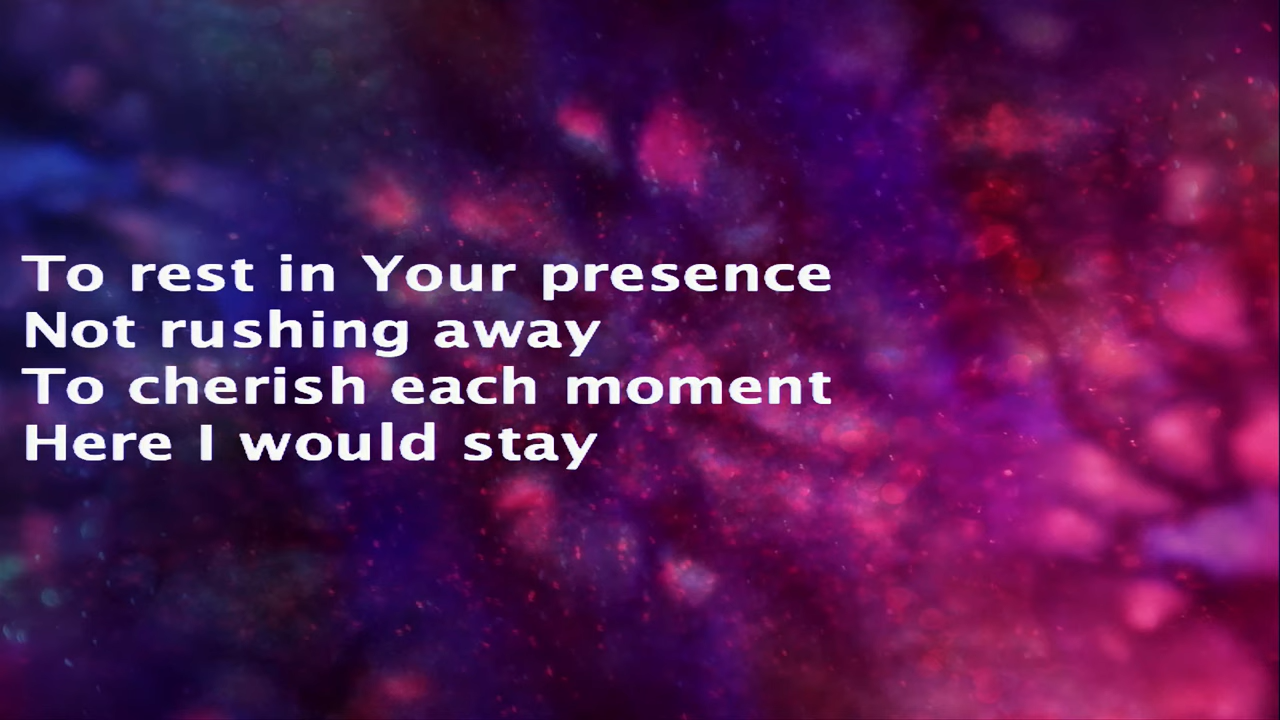 To rest in Your presence
Not rushing away
To cherish each moment
Here I would stay